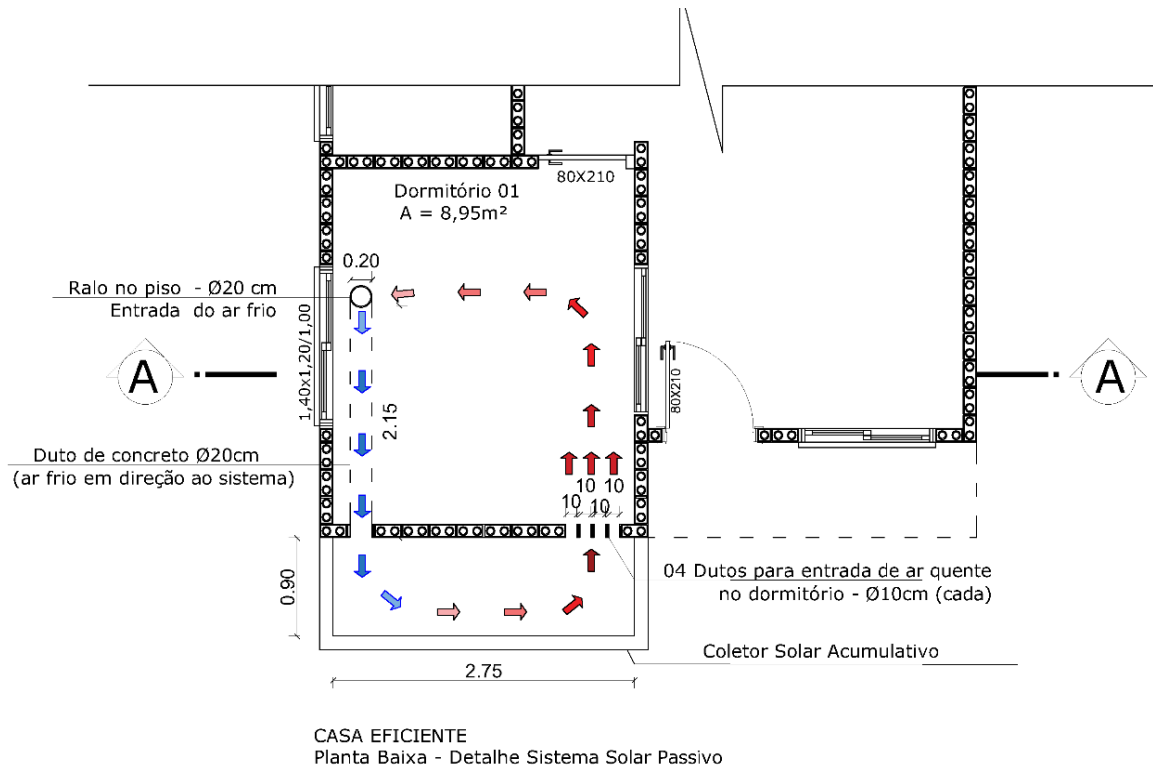 80X210
Dormitório 01
A = 8,95m²
0.20
Ralo no piso - Ø20 cm
Entrada do ar frio
1,40x1,20/1,00
A
A
80X210
2.15
Duto de concreto Ø20cm
(ar frio em direção ao sistema)
10 10
10 10
0.90
04 Dutos para entrada de ar quente
no dormitório - Ø10cm (cada)
Coletor Solar Acumulativo
2.75
CASA EFICIENTE
Planta Baixa - Detalhe Sistema Solar Passivo